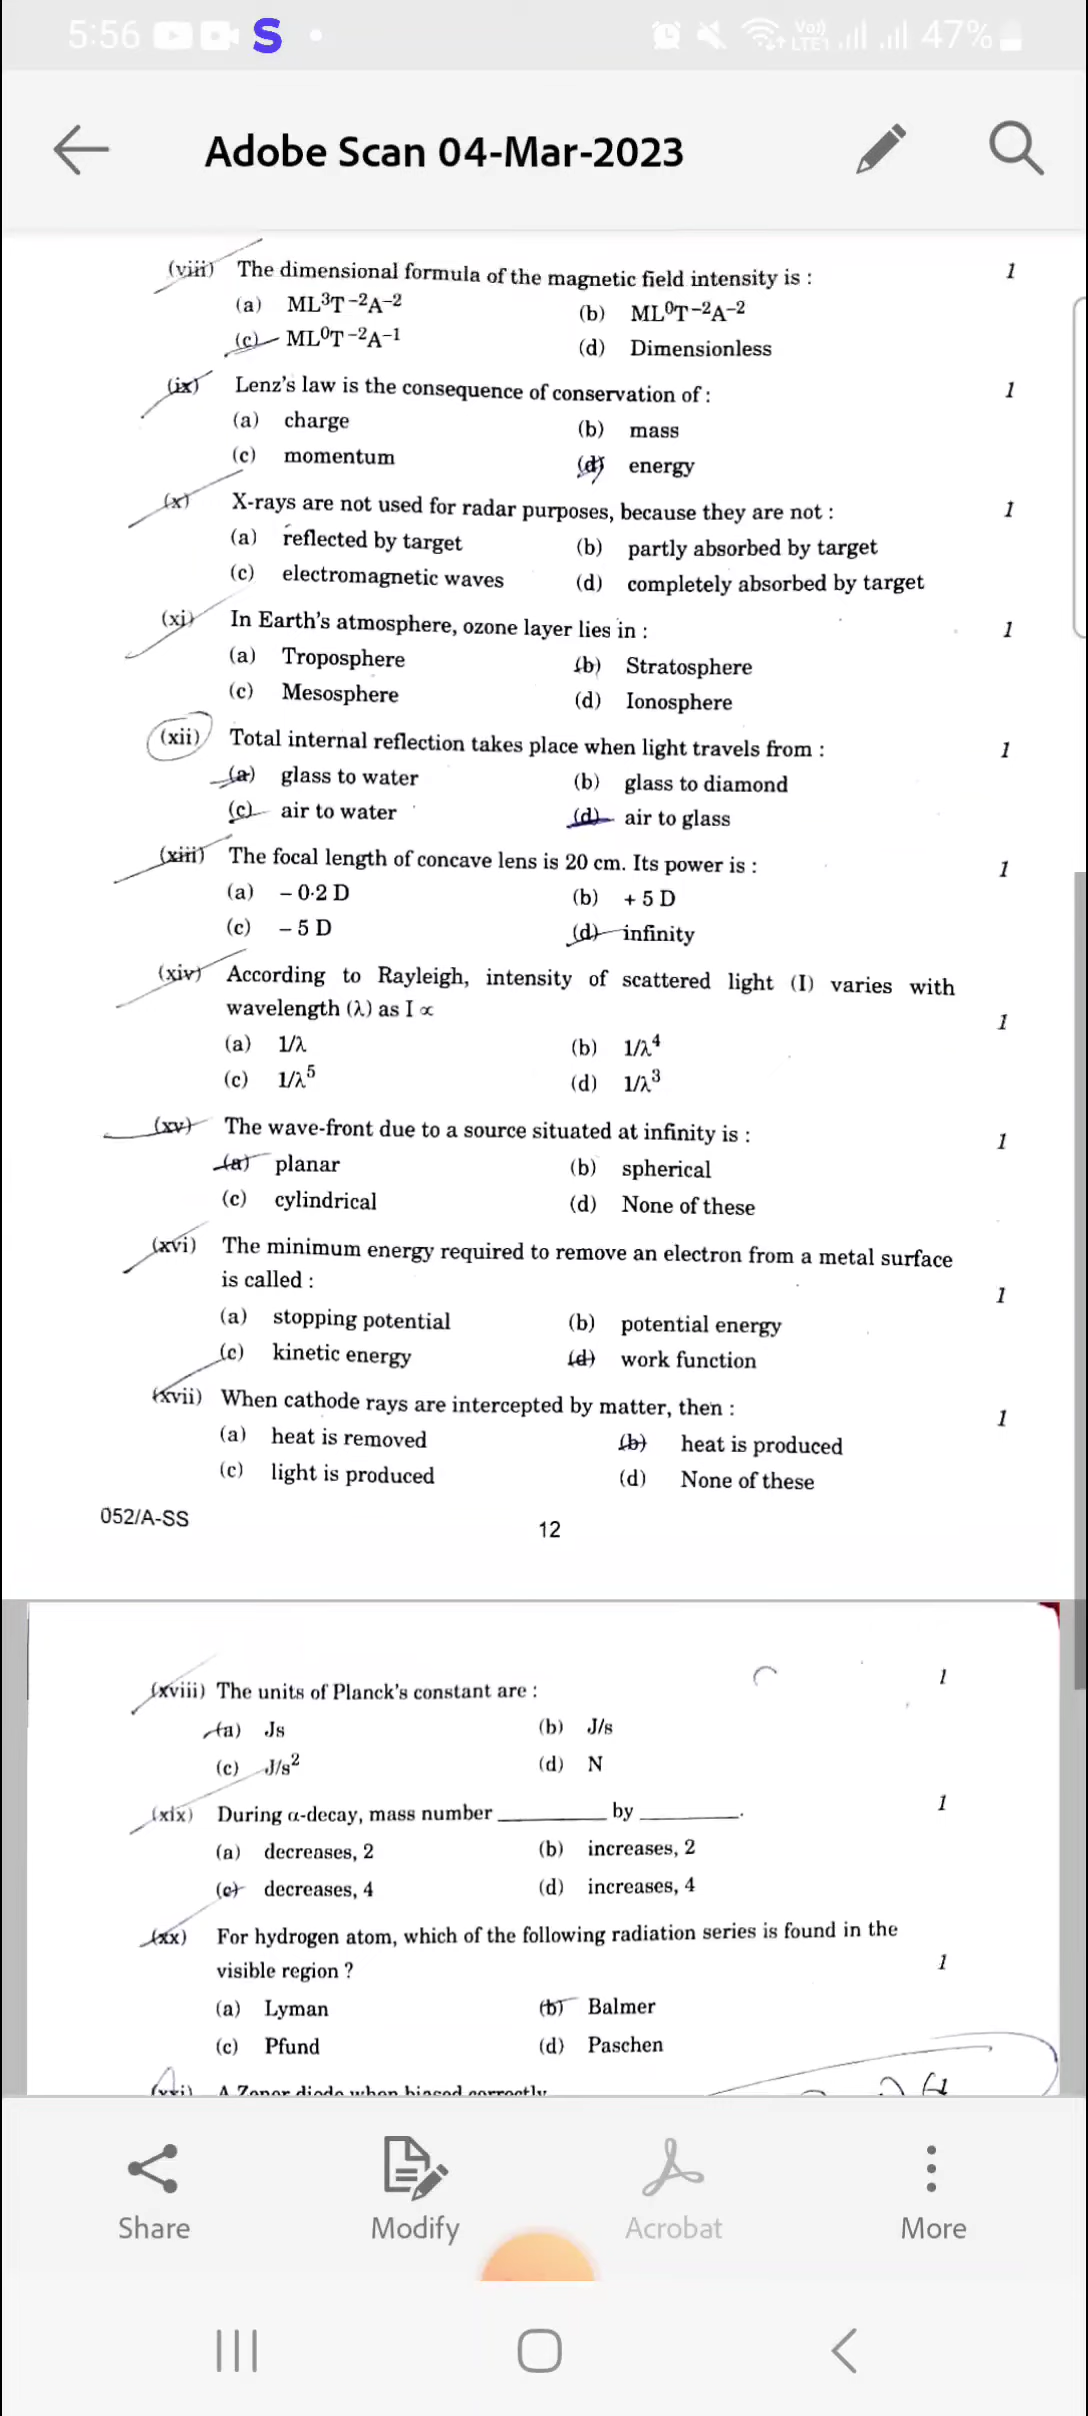 5:56 S • Vo)) LTE1 47%
Adobe Scan 04-Mar-2023
(viii) The dimensional formula of the magnetic field intensity is : 1
(a) ML³T⁻²A⁻² (b) ML⁰T⁻²A⁻²
(c) ML⁰T⁻²A⁻¹ (d) Dimensionless
(ix) Lenz's law is the consequence of conservation of : 1
(a) charge (b) mass
(c) momentum (d) energy
(x) X-rays are not used for radar purposes, because they are not : 1
(a) reflected by target (b) partly absorbed by target
(c) electromagnetic waves (d) completely absorbed by target
(xi) In Earth's atmosphere, ozone layer lies in : 1
(a) Troposphere (b) Stratosphere
(c) Mesosphere (d) Ionosphere
(xii) Total internal reflection takes place when light travels from : 1
(a) glass to water (b) glass to diamond
(c) air to water (d) air to glass
(xiii) The focal length of concave lens is 20 cm. Its power is : 1
(a) – 0·2 D (b) + 5 D
(c) – 5 D (d) infinity
(xiv) According to Rayleigh, intensity of scattered light (I) varies with
wavelength (λ) as I ∝ 1
(a) 1/λ (b) 1/λ⁴
(c) 1/λ⁵ (d) 1/λ³
(xv) The wave-front due to a source situated at infinity is : 1
(a) planar (b) spherical
(c) cylindrical (d) None of these
(xvi) The minimum energy required to remove an electron from a metal surface
is called : 1
(a) stopping potential (b) potential energy
(c) kinetic energy (d) work function
(xvii) When cathode rays are intercepted by matter, then : 1
(a) heat is removed (b) heat is produced
(c) light is produced (d) None of these
052/A-SS 12
(xviii) The units of Planck's constant are : 1
(a) Js (b) J/s
(c) J/s² (d) N
(xix) During α-decay, mass number ________ by ________. 1
(a) decreases, 2 (b) increases, 2
(c) decreases, 4 (d) increases, 4
(xx) For hydrogen atom, which of the following radiation series is found in the
visible region ? 1
(a) Lyman (b) Balmer
(c) Pfund (d) Paschen
(xxi) A Zener diode when biased correctly
Share Modify Acrobat More